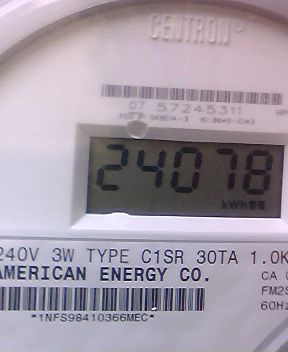 CENTRON
07 57245311
24078
kWh
240V 3W TYPE C1SR 30TA 1.0K
AMERICAN ENERGY CO.
CA
FM2S
60Hz
*1NFS98410366MEC*